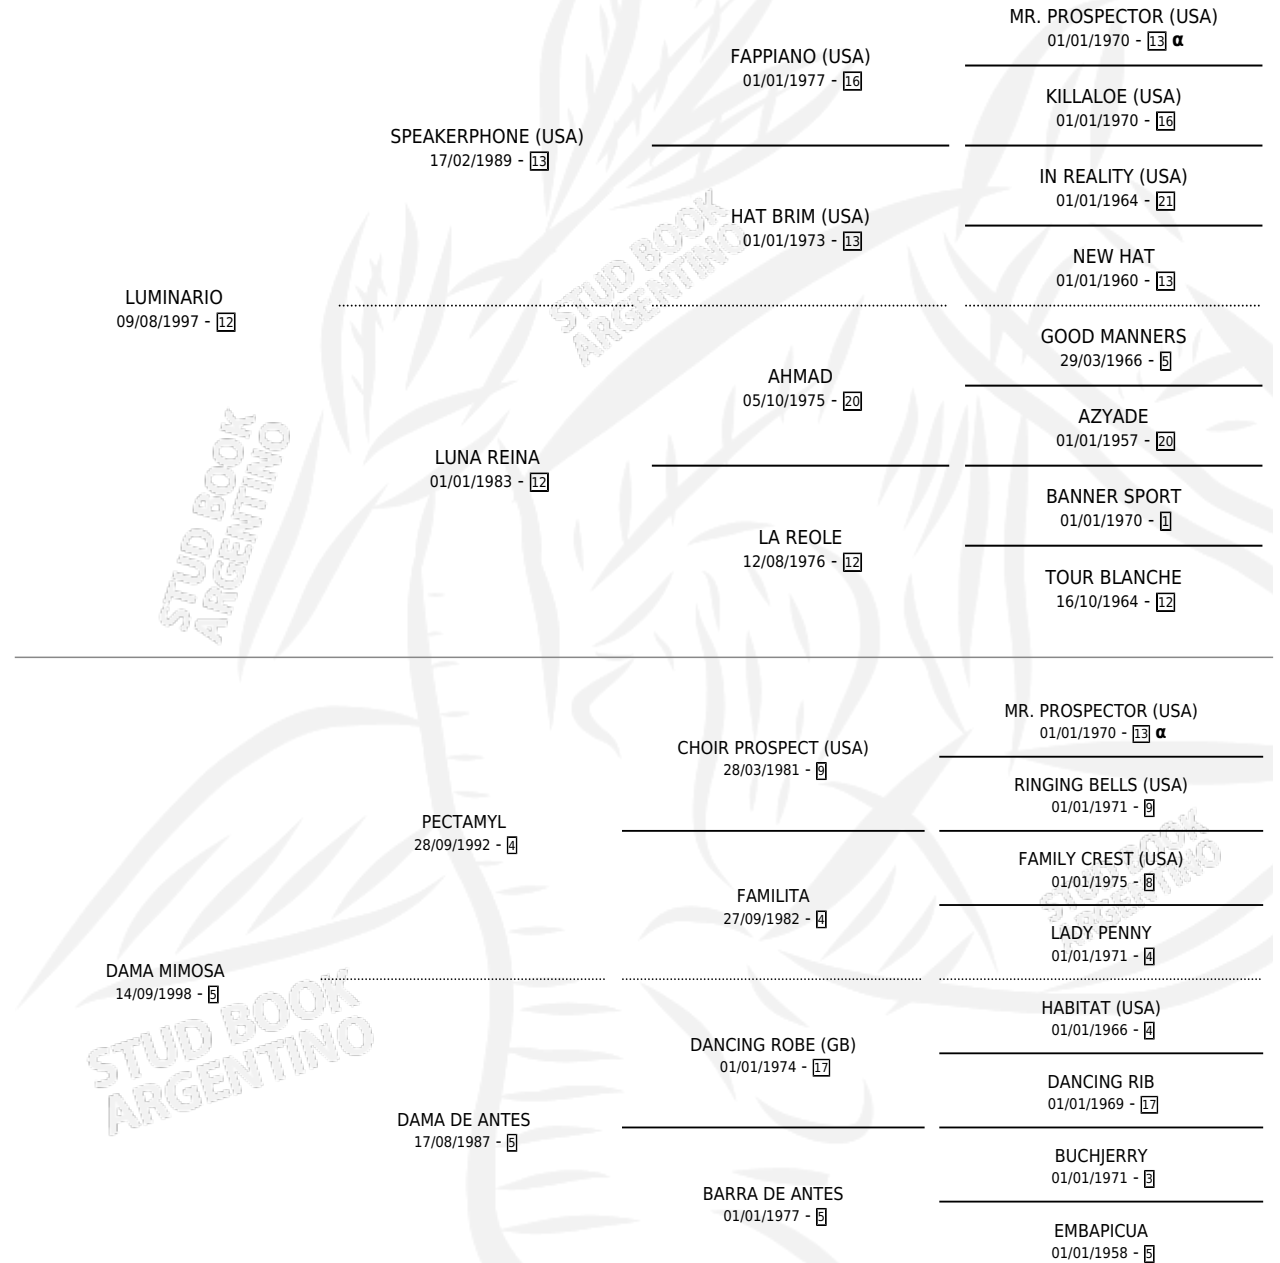 MR. PROSPECTOR (USA)
01/01/1970 - 13 α
FAPPIANO (USA)
01/01/1977 - 16
KILLALOE (USA)
01/01/1970 - 16
SPEAKERPHONE (USA)
17/02/1989 - 13
IN REALITY (USA)
01/01/1964 - 21
HAT BRIM (USA)
01/01/1973 - 13
NEW HAT
01/01/1960 - 13
LUMINARIO
09/08/1997 - 12
GOOD MANNERS
29/03/1966 - 5
AHMAD
05/10/1975 - 20
AZYADE
01/01/1957 - 20
LUNA REINA
01/01/1983 - 12
BANNER SPORT
01/01/1970 - 1
LA REOLE
12/08/1976 - 12
TOUR BLANCHE
16/10/1964 - 12
MR. PROSPECTOR (USA)
01/01/1970 - 13 α
CHOIR PROSPECT (USA)
28/03/1981 - 9
RINGING BELLS (USA)
01/01/1971 - 9
PECTAMYL
28/09/1992 - 4
FAMILY CREST (USA)
01/01/1975 - 8
FAMILITA
27/09/1982 - 4
LADY PENNY
01/01/1971 - 4
DAMA MIMOSA
14/09/1998 - 5
HABITAT (USA)
01/01/1966 - 4
DANCING ROBE (GB)
01/01/1974 - 17
DANCING RIB
01/01/1969 - 17
DAMA DE ANTES
17/08/1987 - 5
BUCHJERRY
01/01/1971 - 3
BARRA DE ANTES
01/01/1977 - 5
EMBAPICUA
01/01/1958 - 5
STUD BOOK
ARGENTINO
STUD BOOK
ARGENTINO
STUD BOOK
ARGENTINO
STUD BOOK
ARGENTINO